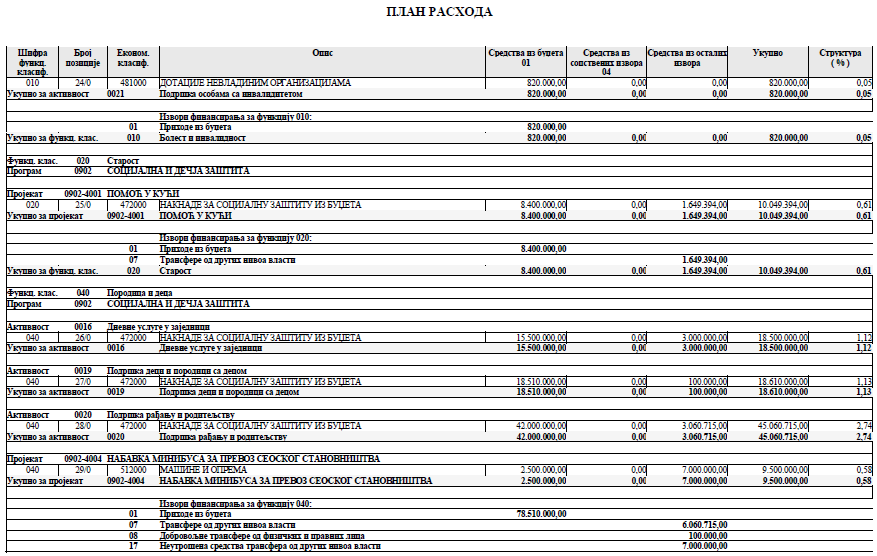 ПЛАН РАСХОДА
Шифра функц. класиф. Број позиције Економ. класиф. Опис Средства из буџета 01 Средства из сопствених извора 04 Средства из осталих извора Укупно Структура ( % )
010 24/0 481000 ДОТАЦИЈЕ НЕВЛАДИНИМ ОРГАНИЗАЦИЈАМА 820.000,00 0,00 0,00 820.000,00 0,05
Укупно за активност 0021 Подршка особама са инвалидитетом 820.000,00 0,00 0,00 820.000,00 0,05
Извори финансирања за функцију 010:
01 Приходе из буџета 820.000,00
Укупно за функц. клас. 010 Болест и инвалидност 820.000,00 0,00 0,00 820.000,00 0,05
Функц. клас. 020 Старост
Програм 0902 СОЦИЈАЛНА И ДЕЧЈА ЗАШТИТА
Пројекат 0902-4001 ПОМОЋ У КУЋИ
020 25/0 472000 НАКНАДЕ ЗА СОЦИЈАЛНУ ЗАШТИТУ ИЗ БУЏЕТА 8.400.000,00 0,00 1.649.394,00 10.049.394,00 0,61
Укупно за пројекат 0902-4001 ПОМОЋ У КУЋИ 8.400.000,00 0,00 1.649.394,00 10.049.394,00 0,61
Извори финансирања за функцију 020:
01 Приходе из буџета 8.400.000,00
07 Трансфере од других нивоа власти 1.649.394,00
Укупно за функц. клас. 020 Старост 8.400.000,00 0,00 1.649.394,00 10.049.394,00 0,61
Функц. клас. 040 Породица и деца
Програм 0902 СОЦИЈАЛНА И ДЕЧЈА ЗАШТИТА
Активност 0016 Дневне услуге у заједници
040 26/0 472000 НАКНАДЕ ЗА СОЦИЈАЛНУ ЗАШТИТУ ИЗ БУЏЕТА 15.500.000,00 0,00 3.000.000,00 18.500.000,00 1,12
Укупно за активност 0016 Дневне услуге у заједници 15.500.000,00 0,00 3.000.000,00 18.500.000,00 1,12
Активност 0019 Подршка деци и породици са децом
040 27/0 472000 НАКНАДЕ ЗА СОЦИЈАЛНУ ЗАШТИТУ ИЗ БУЏЕТА 18.510.000,00 0,00 100.000,00 18.610.000,00 1,13
Укупно за активност 0019 Подршка деци и породици са децом 18.510.000,00 0,00 100.000,00 18.610.000,00 1,13
Активност 0020 Подршка рађању и родитељству
040 28/0 472000 НАКНАДЕ ЗА СОЦИЈАЛНУ ЗАШТИТУ ИЗ БУЏЕТА 42.000.000,00 0,00 3.060.715,00 45.060.715,00 2,74
Укупно за активност 0020 Подршка рађању и родитељству 42.000.000,00 0,00 3.060.715,00 45.060.715,00 2,74
Пројекат 0902-4004 НАБАВКА МИНИБУСА ЗА ПРЕВОЗ СЕОСКОГ СТАНОВНИШТВА
040 29/0 512000 МАШИНЕ И ОПРЕМА 2.500.000,00 0,00 7.000.000,00 9.500.000,00 0,58
Укупно за пројекат 0902-4004 НАБАВКА МИНИБУСА ЗА ПРЕВОЗ СЕОСКОГ СТАНОВНИШТВА 2.500.000,00 0,00 7.000.000,00 9.500.000,00 0,58
Извори финансирања за функцију 040:
01 Приходе из буџета 78.510.000,00
07 Трансфере од других нивоа власти 6.060.715,00
08 Добровољне трансфере од физичких и правних лица 100.000,00
17 Неутрошена средства трансфера од других нивоа власти 7.000.000,00